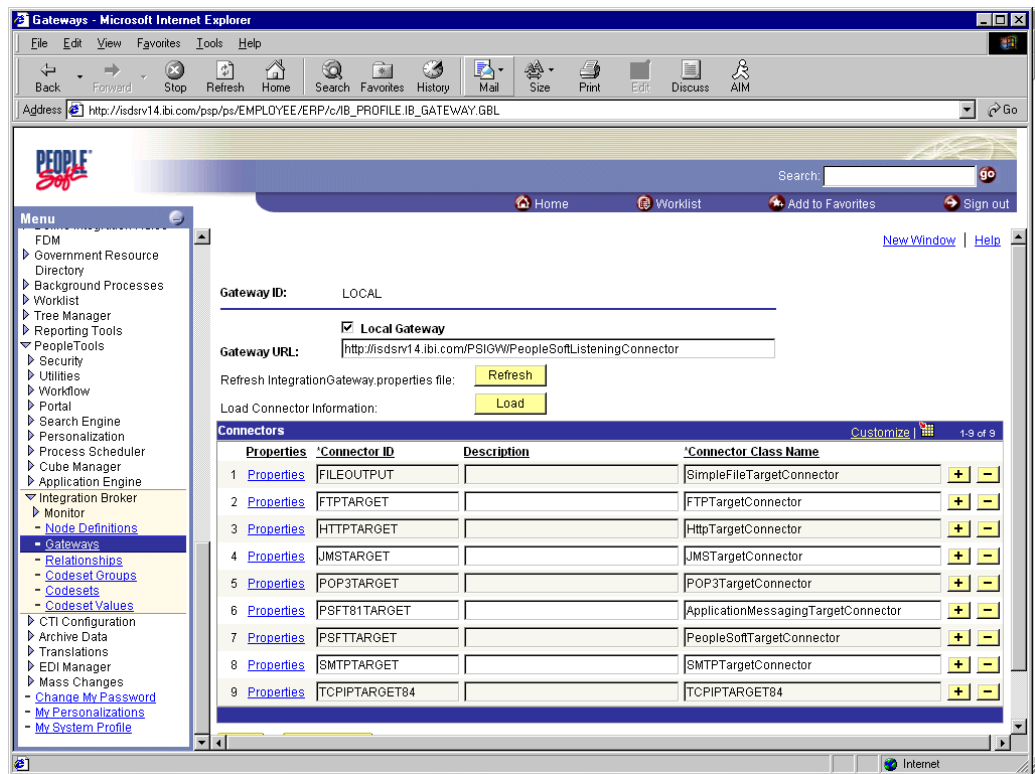 Gateways - Microsoft Internet Explorer
File Edit View Favorites Tools Help
Back Forward Stop Refresh Home Search Favorites History Mail Size Print Edit Discuss AIM
Address http://isdsrv14.ibi.com/psp/ps/EMPLOYEE/ERP/c/IB_PROFILE.IB_GATEWAY.GBL Go
PEOPLE Soft
Search: go
Home Worklist Add to Favorites Sign out
Menu
FDM
Government Resource
Directory
Background Processes
Worklist
Tree Manager
Reporting Tools
PeopleTools
Security
Utilities
Workflow
Portal
Search Engine
Personalization
Process Scheduler
Cube Manager
Application Engine
Integration Broker
Monitor
Node Definitions
Gateways
Relationships
Codeset Groups
Codesets
Codeset Values
CTI Configuration
Archive Data
Translations
EDI Manager
Mass Changes
Change My Password
My Personalizations
My System Profile
New Window | Help
Gateway ID: LOCAL
Local Gateway
Gateway URL: http://isdsrv14.ibi.com/PSIGW/PeopleSoftListeningConnector
Refresh IntegrationGateway.properties file: Refresh
Load Connector Information: Load
Connectors Customize | 1-9 of 9
Properties *Connector ID Description *Connector Class Name
1 Properties FILEOUTPUT SimpleFileTargetConnector + -
2 Properties FTPTARGET FTPTargetConnector + -
3 Properties HTTPTARGET HttpTargetConnector + -
4 Properties JMSTARGET JMSTargetConnector + -
5 Properties POP3TARGET POP3TargetConnector + -
6 Properties PSFT81TARGET ApplicationMessagingTargetConnector + -
7 Properties PSFTTARGET PeopleSoftTargetConnector + -
8 Properties SMTPTARGET SMTPTargetConnector + -
9 Properties TCPIPTARGET84 TCPIPTARGET84 + -
Internet